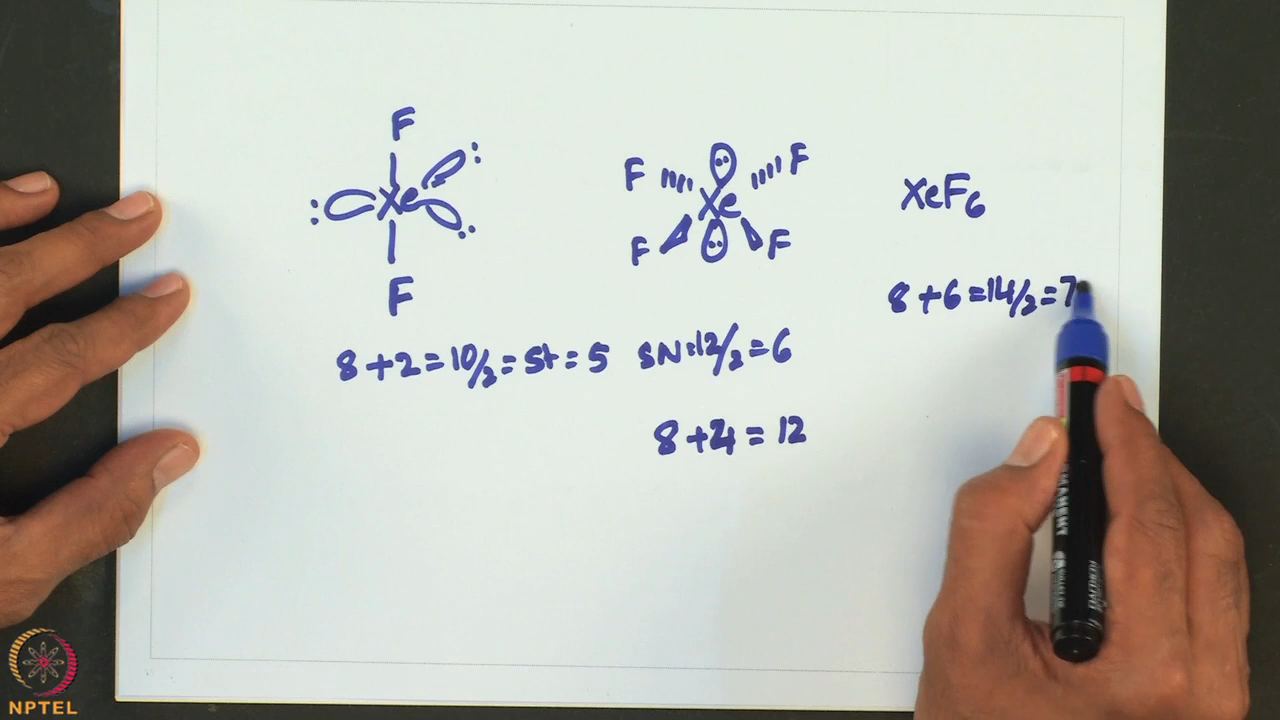 F
Xe
F
8 + 2 = 10/2 = St = 5
F F
Xe
F F
SN = 12/2 = 6
8 + 4 = 12
XeF6
8 + 6 = 14/2 = 7
NPTEL